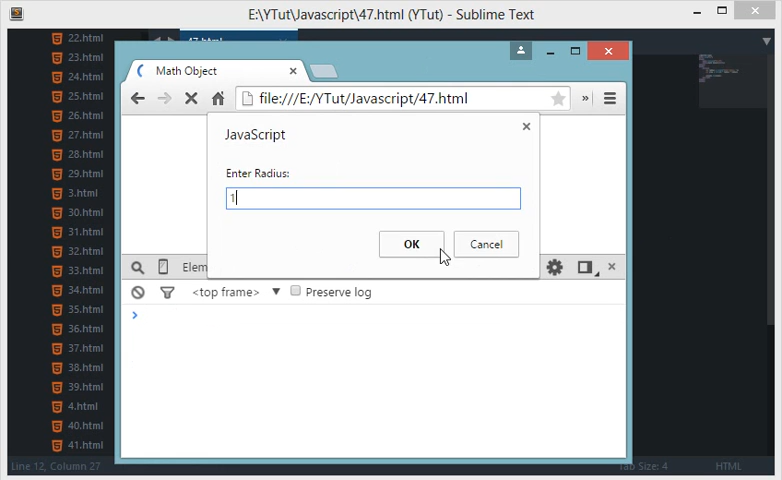 E:\YTut\Javascript\47.html (YTut) - Sublime Text
22.html
23.html
24.html
25.html
26.html
27.html
28.html
29.html
3.html
30.html
31.html
32.html
33.html
34.html
35.html
36.html
37.html
38.html
39.html
4.html
40.html
41.html
47.html
Math Object
file:///E:/YTut/Javascript/47.html
JavaScript
Enter Radius:
1
OK
Cancel
Elem
<top frame>
Preserve log
Line 12, Column 27
Tab Size: 4
HTML